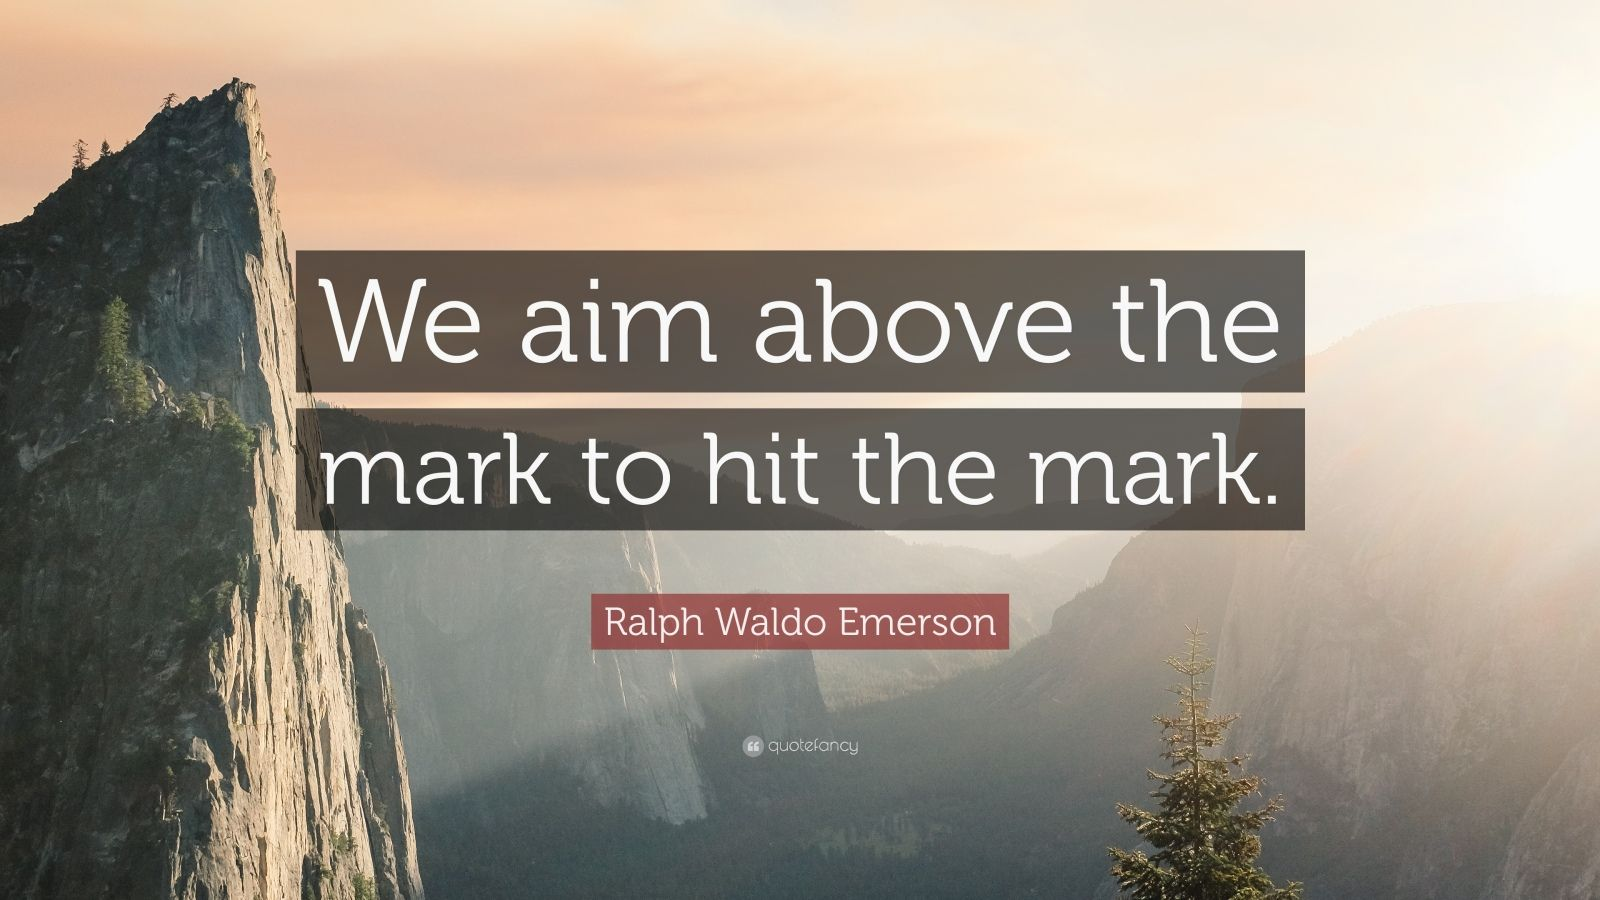 We aim above the
mark to hit the mark.
Ralph Waldo Emerson
quotefancy